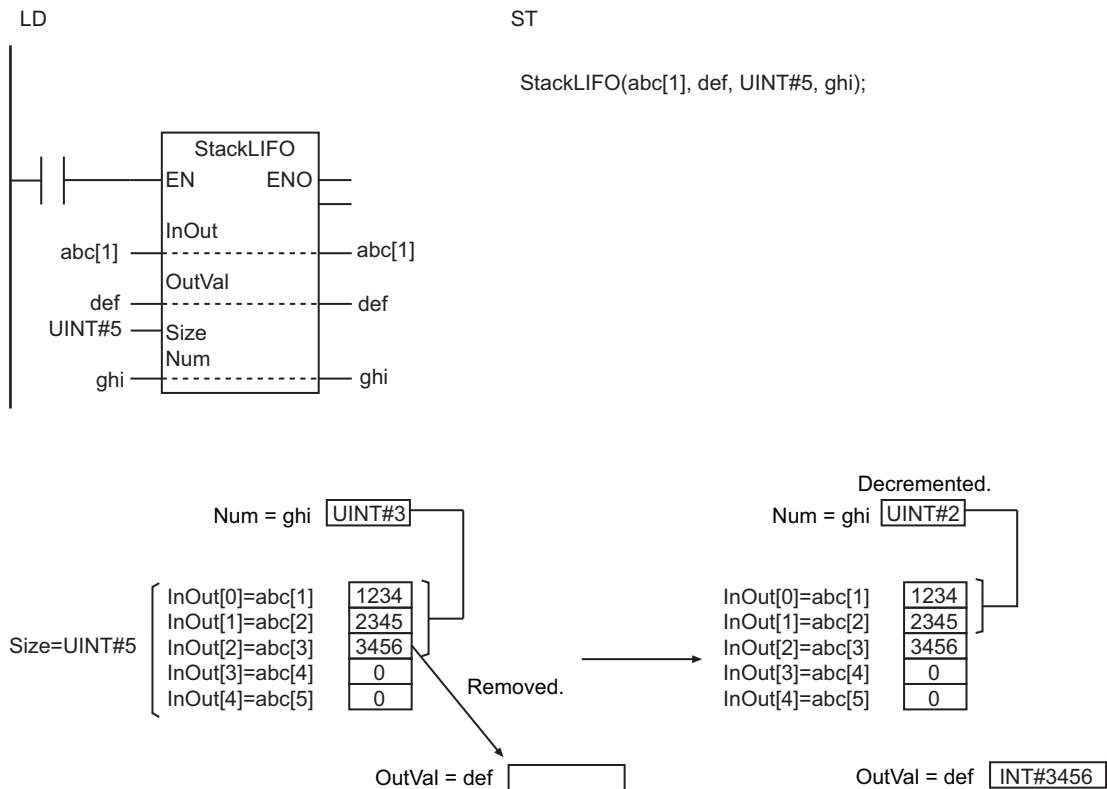 LD
ST
StackLIFO(abc[1], def, UINT#5, ghi);
StackLIFO
EN ENO
InOut
abc[1] abc[1]
OutVal
def def
UINT#5 Size
Num
ghi ghi
Decremented.
Num = ghi UINT#3
Num = ghi UINT#2
Size=UINT#5
InOut[0]=abc[1] 1234
InOut[1]=abc[2] 2345
InOut[2]=abc[3] 3456
InOut[3]=abc[4] 0
InOut[4]=abc[5] 0
Removed.
InOut[0]=abc[1] 1234
InOut[1]=abc[2] 2345
InOut[2]=abc[3] 3456
InOut[3]=abc[4] 0
InOut[4]=abc[5] 0
OutVal = def
OutVal = def INT#3456